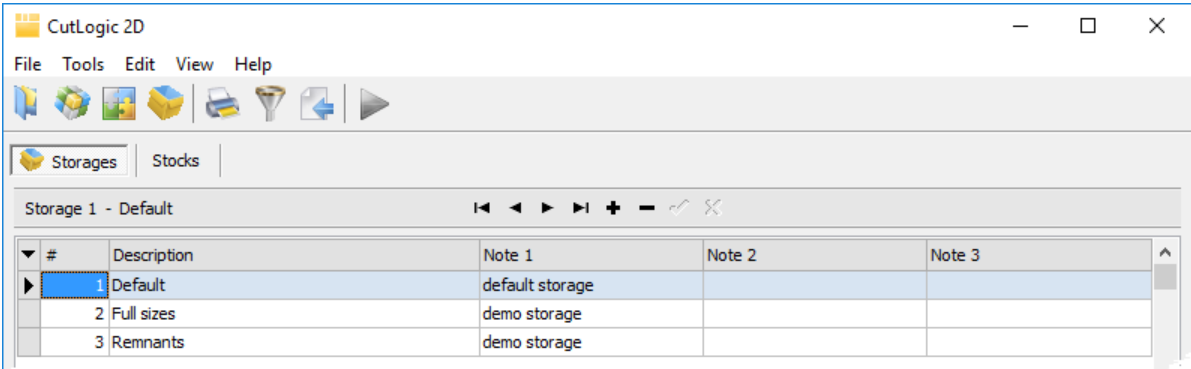 CutLogic 2D
File Tools Edit View Help
Storages Stocks
Storage 1 - Default
# Description Note 1 Note 2 Note 3
1 Default default storage
2 Full sizes demo storage
3 Remnants demo storage